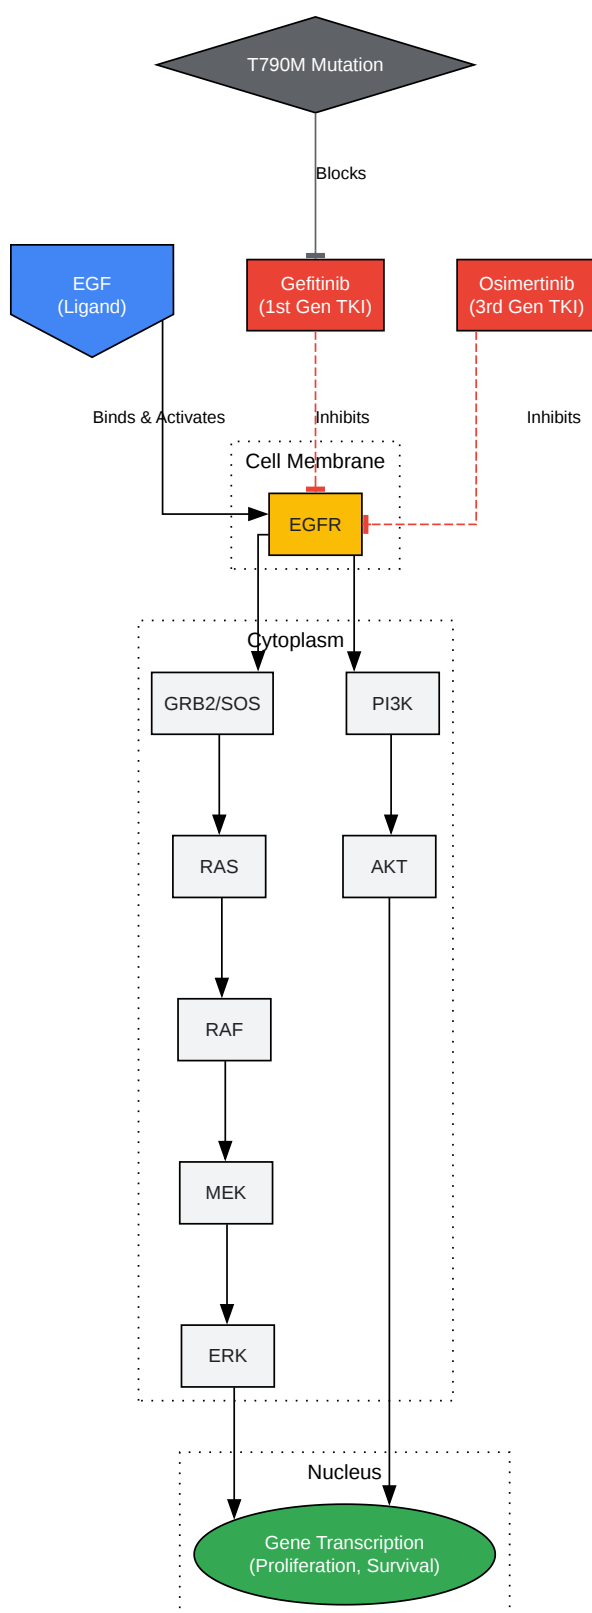 T790M Mutation
Blocks
EGF
(Ligand)
Gefitinib
(1st Gen TKI)
Osimertinib
(3rd Gen TKI)
Binds & Activates
Inhibits
Inhibits
Cell Membrane
EGFR
Cytoplasm
GRB2/SOS
PI3K
RAS
AKT
RAF
MEK
ERK
Nucleus
Gene Transcription
(Proliferation, Survival)